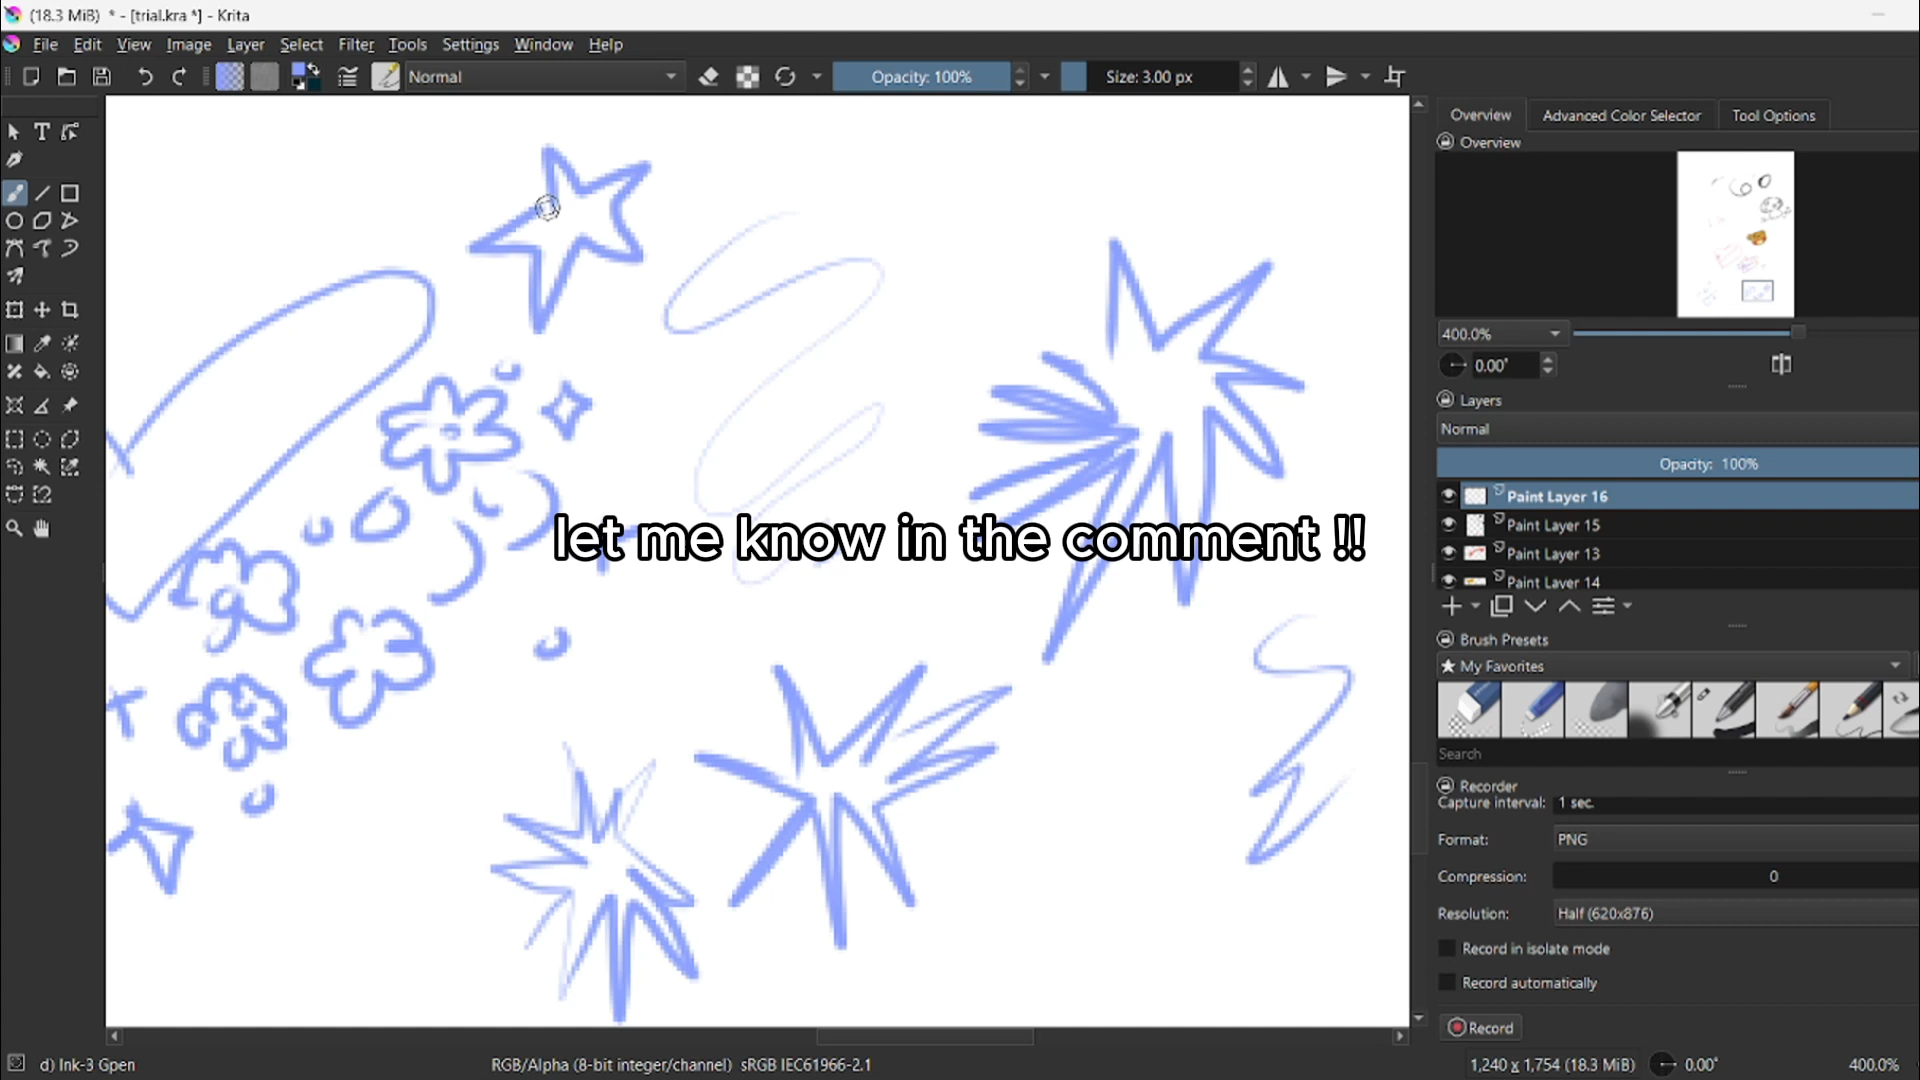 (18.3 MiB) * - [trial.kra *] - Krita
File Edit View Image Layer Select Filter Tools Settings Window Help
Normal
Opacity: 100%
Size: 3.00 px
Overview Advanced Color Selector Tool Options
Overview
400.0%
0.00°
Layers
Normal
Opacity: 100%
Paint Layer 16
Paint Layer 15
Paint Layer 13
Paint Layer 14
let me know in the comment !!
Brush Presets
My Favorites
Search
Recorder
Capture interval: 1 sec.
Format: PNG
Compression: 0
Resolution: Half (620x876)
Record in isolate mode
Record automatically
Record
d) Ink-3 Gpen
RGB/Alpha (8-bit integer/channel) sRGB IEC61966-2.1
1,240 x 1,754 (18.3 MiB)
0.00°
400.0%